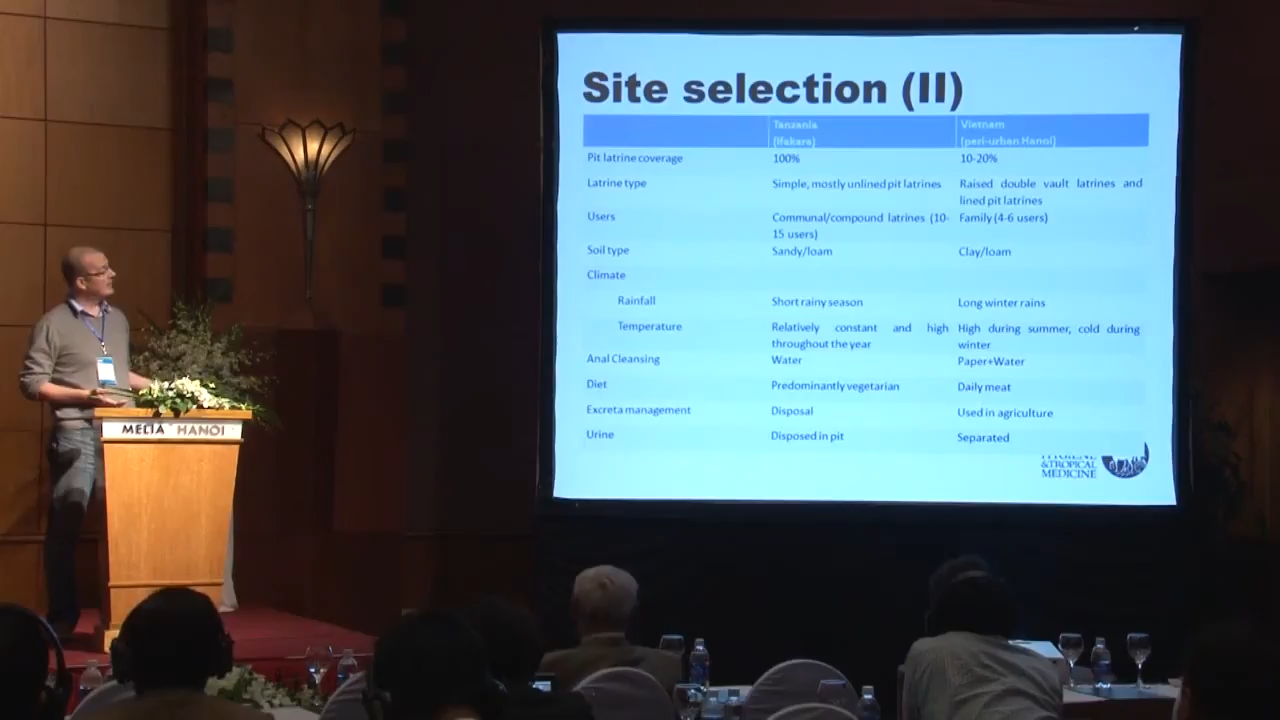 Site selection (II)
Tanzania Vietnam
(Ifakara) (peri-urban Hanoi)
Pit latrine coverage 100% 10-20%
Latrine type Simple, mostly unlined pit latrines Raised double vault latrines and
lined pit latrines
Users Communal/compound latrines (10- Family (4-6 users)
15 users)
Soil type Sandy/loam Clay/loam
Climate
Rainfall Short rainy season Long winter rains
Temperature Relatively constant and high High during summer, cold during
throughout the year winter
Anal Cleansing Water Paper+Water
Diet Predominantly vegetarian Daily meat
Excreta management Disposal Used in agriculture
Urine Disposed in pit Separated
HYGIENE
&TROPICAL
MEDICINE
MELIÁ HANOI